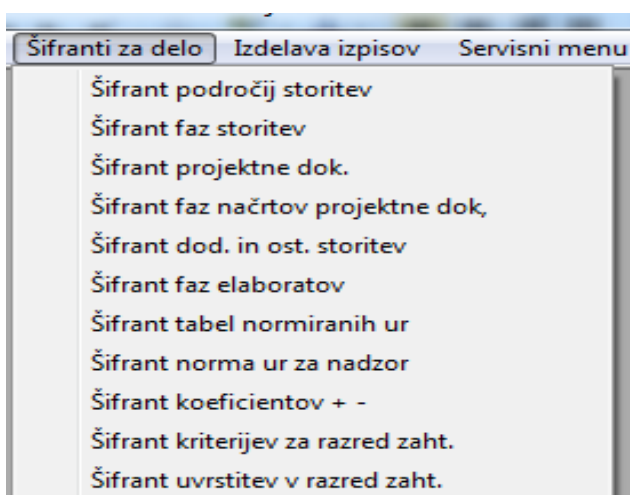 Šifranti za delo Izdelava izpisov Servisni menu
Šifrant področij storitev
Šifrant faz storitev
Šifrant projektne dok.
Šifrant faz načrtov projektne dok,
Šifrant dod. in ost. storitev
Šifrant faz elaboratov
Šifrant tabel normiranih ur
Šifrant norma ur za nadzor
Šifrant koeficientov + -
Šifrant kriterijev za razred zaht.
Šifrant uvrstitev v razred zaht.